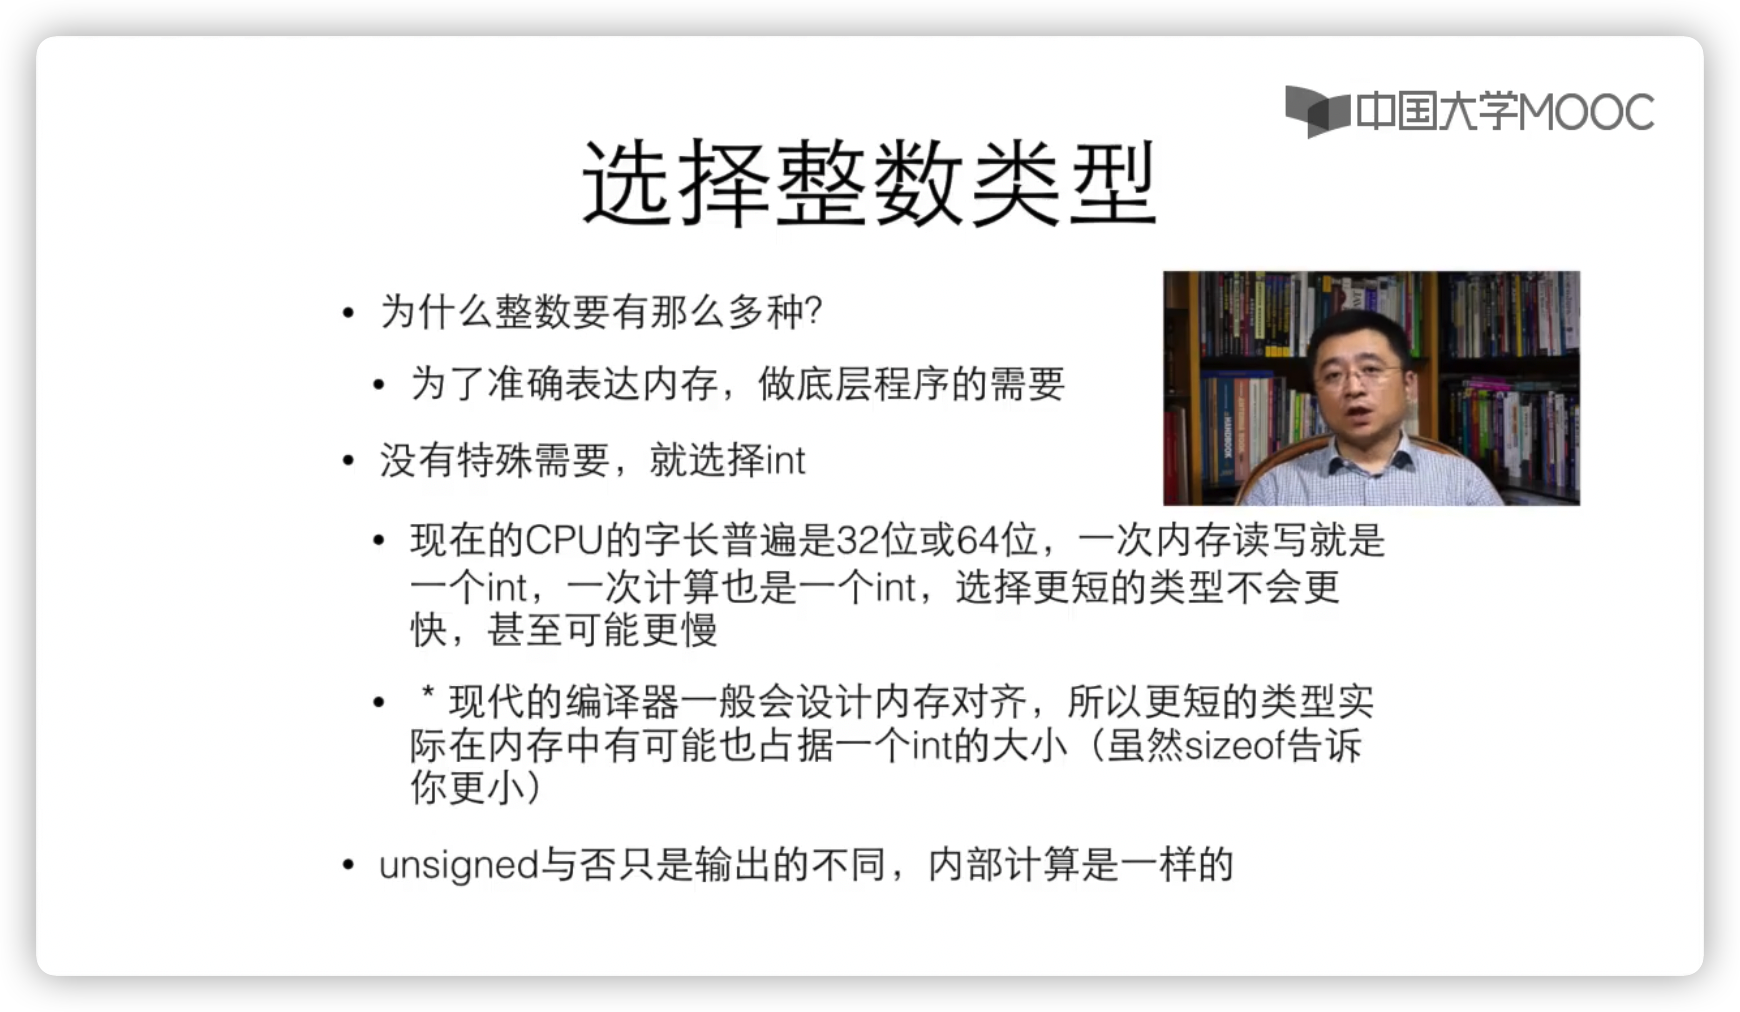 中国大学MOOC
选择整数类型
• 为什么整数要有那么多种?
• 为了准确表达内存，做底层程序的需要
• 没有特殊需要，就选择int
• 现在的CPU的字长普遍是32位或64位，一次内存读写就是
一个int，一次计算也是一个int，选择更短的类型不会更
快，甚至可能更慢
• * 现代的编译器一般会设计内存对齐，所以更短的类型实
际在内存中有可能也占据一个int的大小（虽然sizeof告诉
你更小）
• unsigned与否只是输出的不同，内部计算是一样的
HANDBOOK